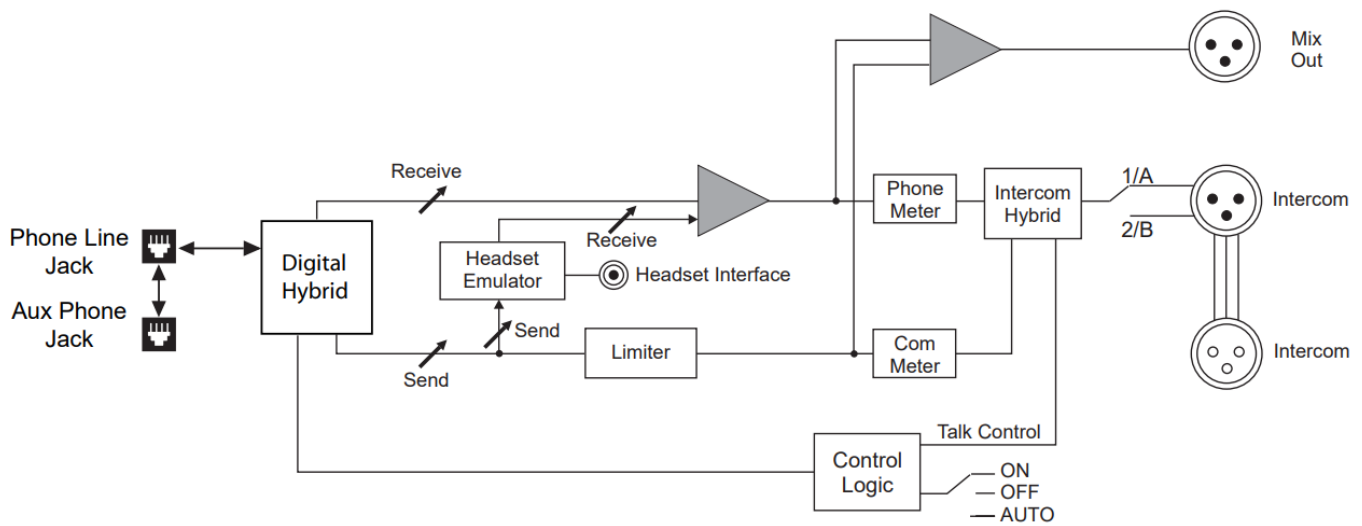 Mix
Out
Receive
Phone
Meter
Intercom
Hybrid
1/A
2/B
Intercom
Phone Line
Jack
Digital
Hybrid
Receive
Headset
Emulator
Headset Interface
Aux Phone
Jack
Send
Send
Limiter
Com
Meter
Intercom
Talk Control
Control
Logic
ON
OFF
AUTO